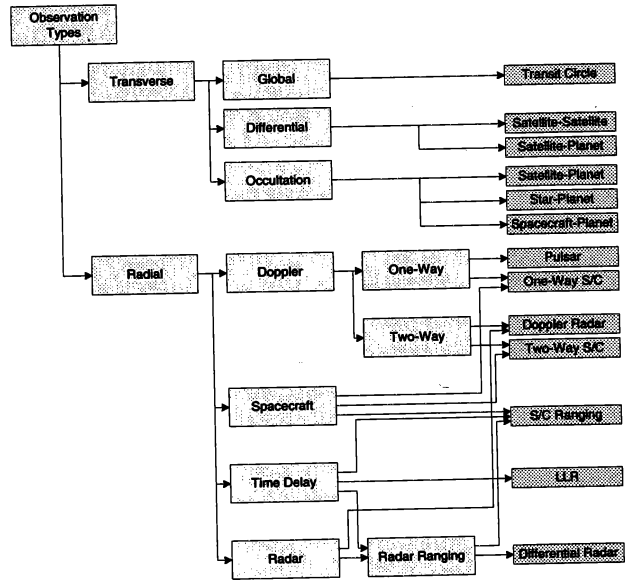 Observation
Types
Transverse
Global
Transit Circle
Differential
Satellite-Satellite
Satellite-Planet
Occultation
Satellite-Planet
Star-Planet
Spacecraft-Planet
Radial
Doppler
One-Way
Pulsar
One-Way S/C
Two-Way
Doppler Radar
Two-Way S/C
Spacecraft
S/C Ranging
Time Delay
LLR
Radar
Radar Ranging
Differential Radar